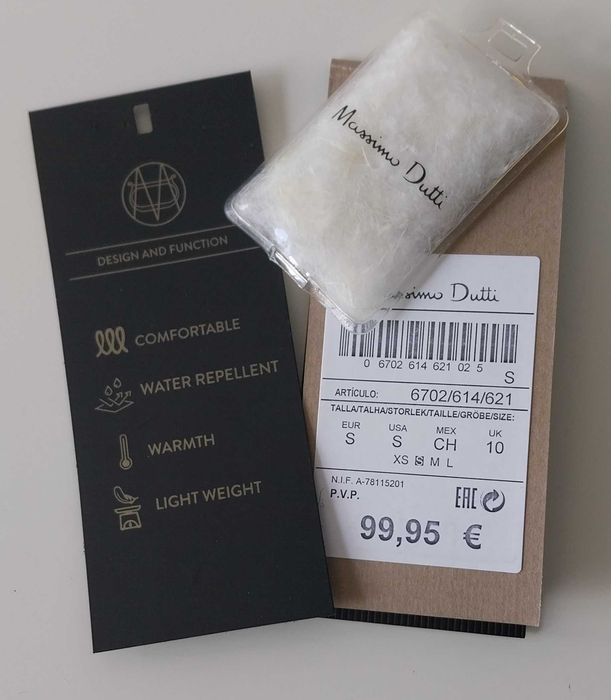 DESIGN AND FUNCTION
COMFORTABLE
WATER REPELLENT
WARMTH
LIGHT WEIGHT
Massimo Dutti
Dutti
0 6702 614 621 02 5
S
ARTÍCULO: 6702/614/621
TALLA/TALHA/STORLEK/TAILLE/GRÖBE/SIZE:
EUR USA MEX UK
S S CH 10
XS S M L
N.I.F. A-78115201
P.V.P. EAC
99,95 €